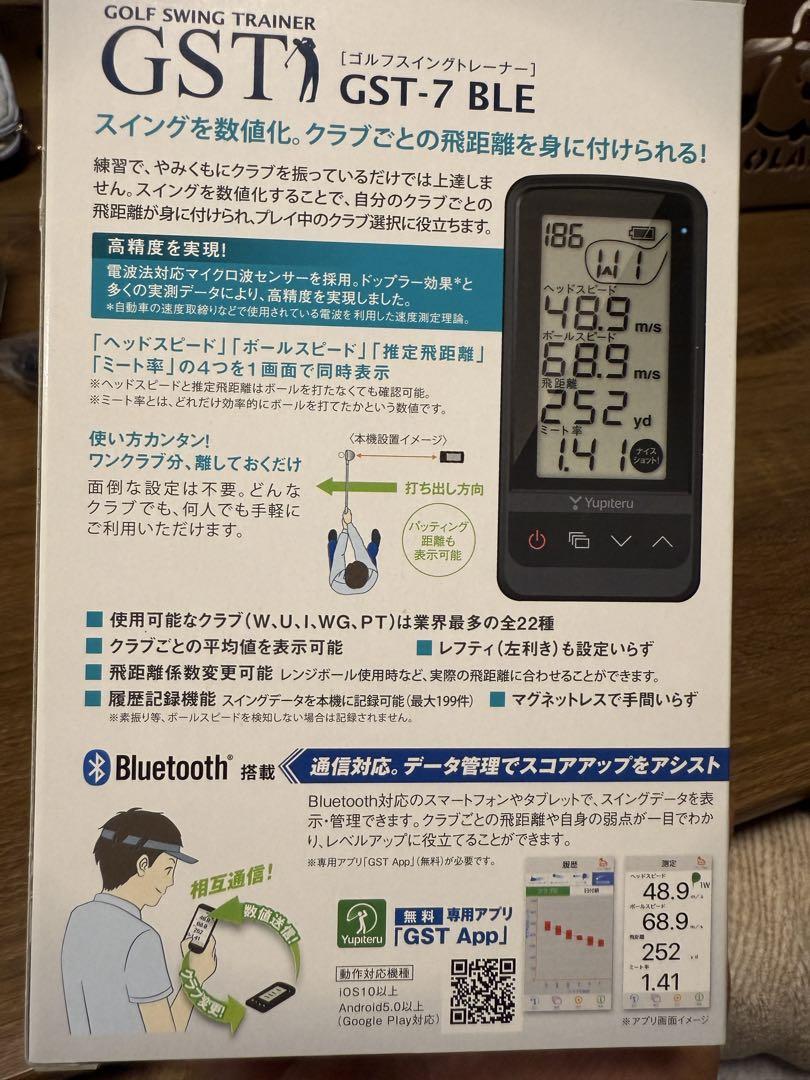 GOLF SWING TRAINER
GST
[ゴルフスイングトレーナー]
GST-7 BLE
スイングを数値化。クラブごとの飛距離を身に付けられる!
練習で、やみくもにクラブを振っているだけでは上達しま
せん。スイングを数値化することで、自分のクラブごとの
飛距離が身に付けられ、プレイ中のクラブ選択に役立ちます。
高精度を実現!
電波法対応マイクロ波センサーを採用。ドップラー効果*と
多くの実測データにより、高精度を実現しました。
*自動車の速度取締りなどで使用されている電波を利用した速度測定理論。
「ヘッドスピード」「ボールスピード」「推定飛距離」
「ミート率」の4つを1画面で同時表示
※ヘッドスピードと推定飛距離はボールを打たなくても確認可能。
※ミート率とは、どれだけ効率的にボールを打てたかという数値です。
使い方カンタン!
ワンクラブ分、離しておくだけ
面倒な設定は不要。どんな
クラブでも、何人でも手軽に
ご利用いただけます。
〈本機設置イメージ〉
打ち出し方向
パッティング
距離も
表示可能
186
W1
ヘッドスピード
48.9 m/s
ボールスピード
68.9 m/s
飛距離
252 yd
ミート率
1.41
ナイス
ショット!
Yupiteru
■ 使用可能なクラブ(W、U、I、WG、PT)は業界最多の全22種
■ クラブごとの平均値を表示可能
■ レフティ(左利き)も設定いらず
■ 飛距離係数変更可能 レンジボール使用時など、実際の飛距離に合わせることができます。
■ 履歴記録機能 スイングデータを本機に記録可能(最大199件)
■ マグネットレスで手間いらず
※素振り等、ボールスピードを検知しない場合は記録されません。
Bluetooth® 搭載
通信対応。データ管理でスコアアップをアシスト
Bluetooth対応のスマートフォンやタブレットで、スイングデータを表
示・管理できます。クラブごとの飛距離や自身の弱点が一目でわか
り、レベルアップに役立てることができます。
※専用アプリ「GST App」(無料)が必要です。
相互通信!
数値送信!
クラブ変更!
48.9
68.9
252
1.41
Yupiteru
無料 専用アプリ
「GST App」
動作対応機種
iOS10以上
Android5.0以上
(Google Play対応)
履歴
日付順
測定
ヘッドスピード
48.9 m/s
1W
ボールスピード
68.9 m/s
飛距離
252 yd
ミート率
1.41
※アプリ画面イメージ